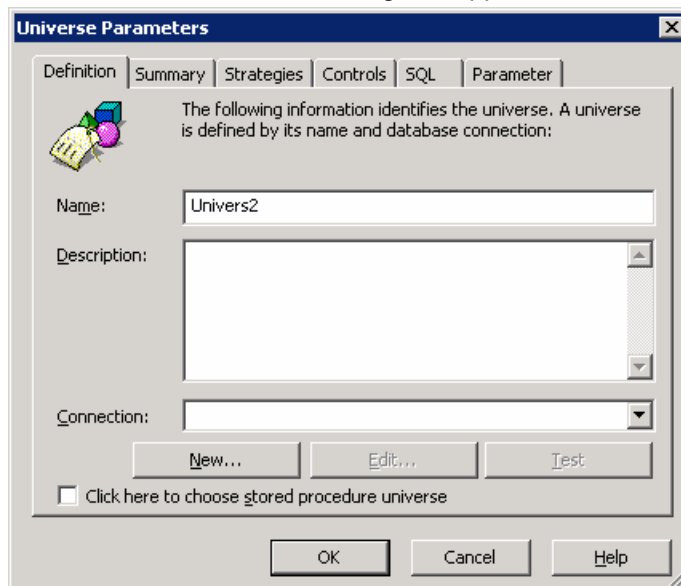 Universe Parameters
Definition Summary Strategies Controls SQL Parameter
The following information identifies the universe. A universe
is defined by its name and database connection:
Name: Univers2
Description:
Connection:
New... Edit... Test
Click here to choose stored procedure universe
OK Cancel Help